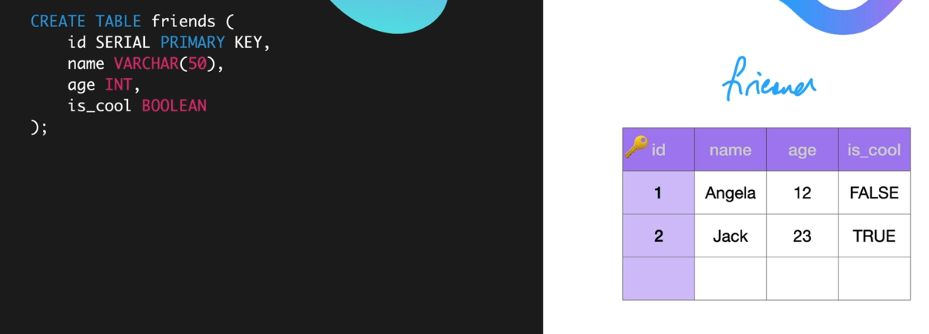 CREATE TABLE friends (
id SERIAL PRIMARY KEY,
name VARCHAR(50),
age INT,
is_cool BOOLEAN
);
id name age is_cool
1 Angela 12 FALSE
2 Jack 23 TRUE